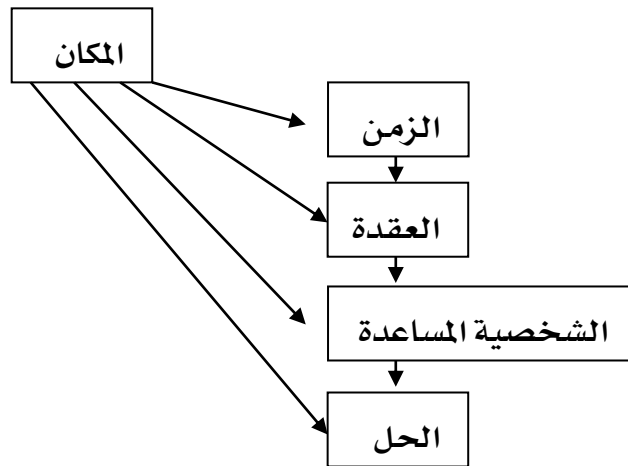 المكان
الزمن
العقدة
الشخصية المساعدة
الحل